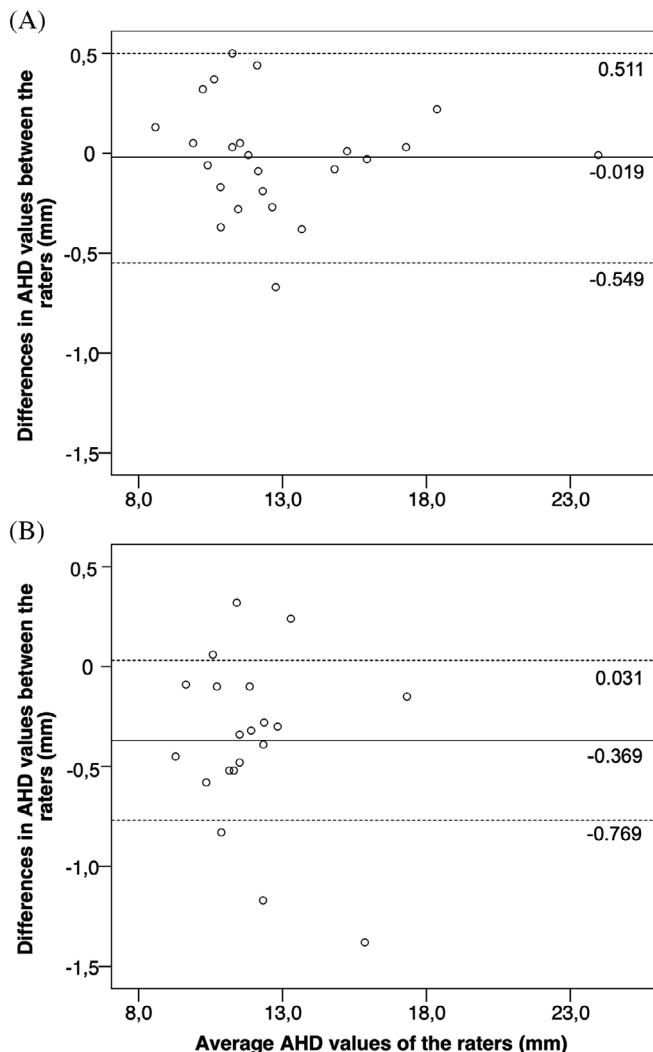 (A)
Differences in AHD values between the
raters (mm)
0,5
0
-0,5
-1,0
-1,5
0.511
-0.019
-0.549
8,0 13,0 18,0 23,0
(B)
Differences in AHD values between the
raters (mm)
0,5
0
-0,5
-1,0
-1,5
0.031
-0.369
-0.769
8,0 13,0 18,0 23,0
Average AHD values of the raters (mm)